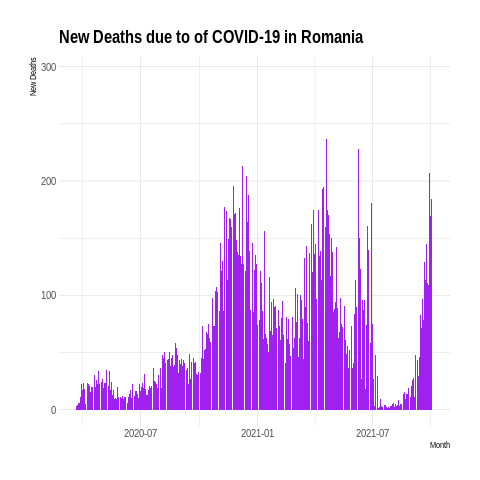 New Deaths due to of COVID-19 in Romania
New Deaths
300
200
100
0
2020-07
2021-01
2021-07
Month